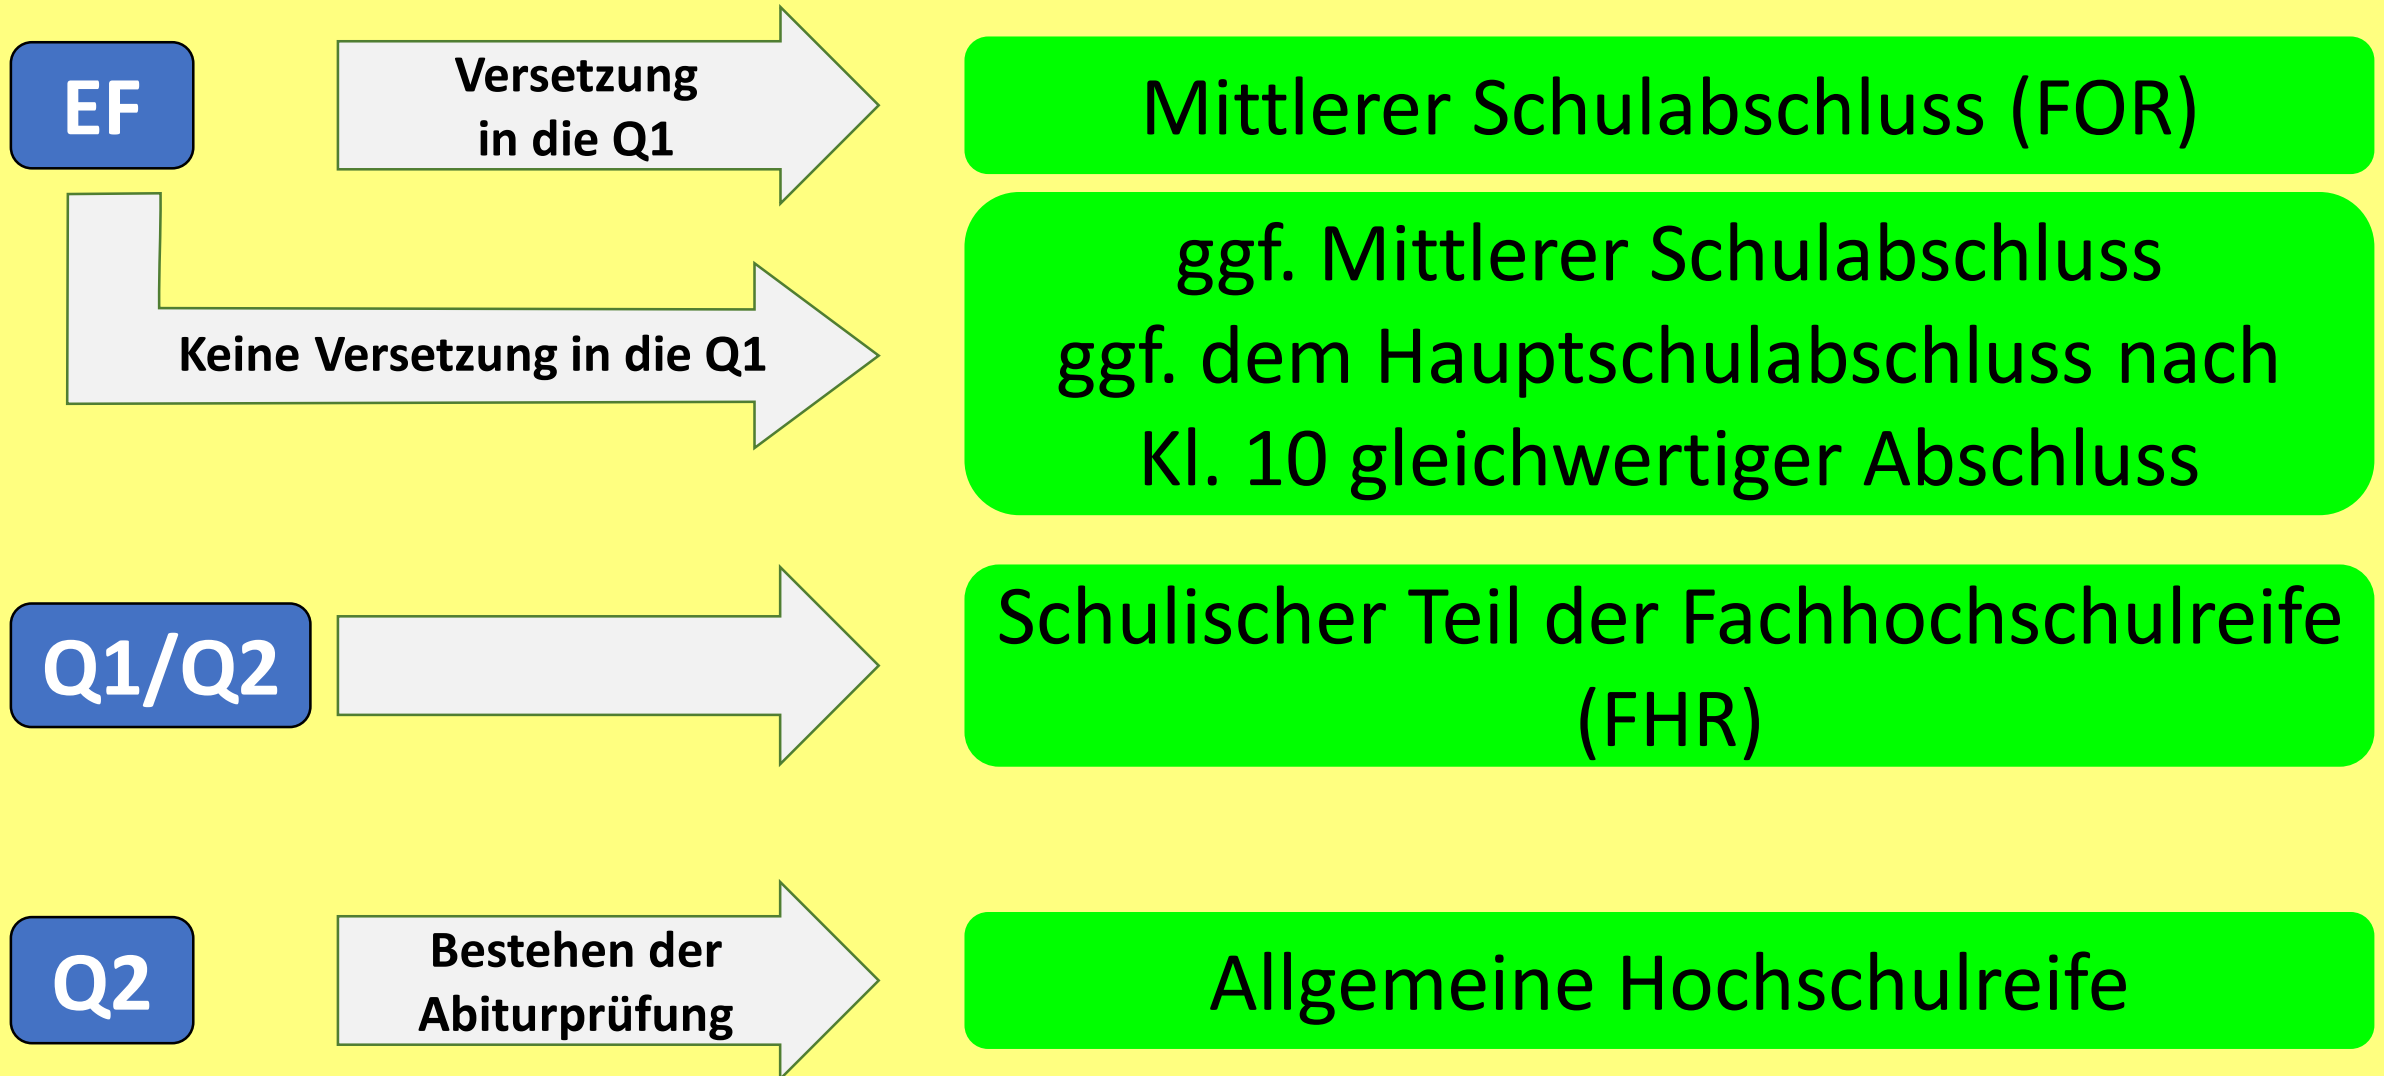 EF
Versetzung
in die Q1
Mittlerer Schulabschluss (FOR)
Keine Versetzung in die Q1
ggf. Mittlerer Schulabschluss
ggf. dem Hauptschulabschluss nach
Kl. 10 gleichwertiger Abschluss
Q1/Q2
Schulischer Teil der Fachhochschulreife
(FHR)
Q2
Bestehen der
Abiturprüfung
Allgemeine Hochschulreife